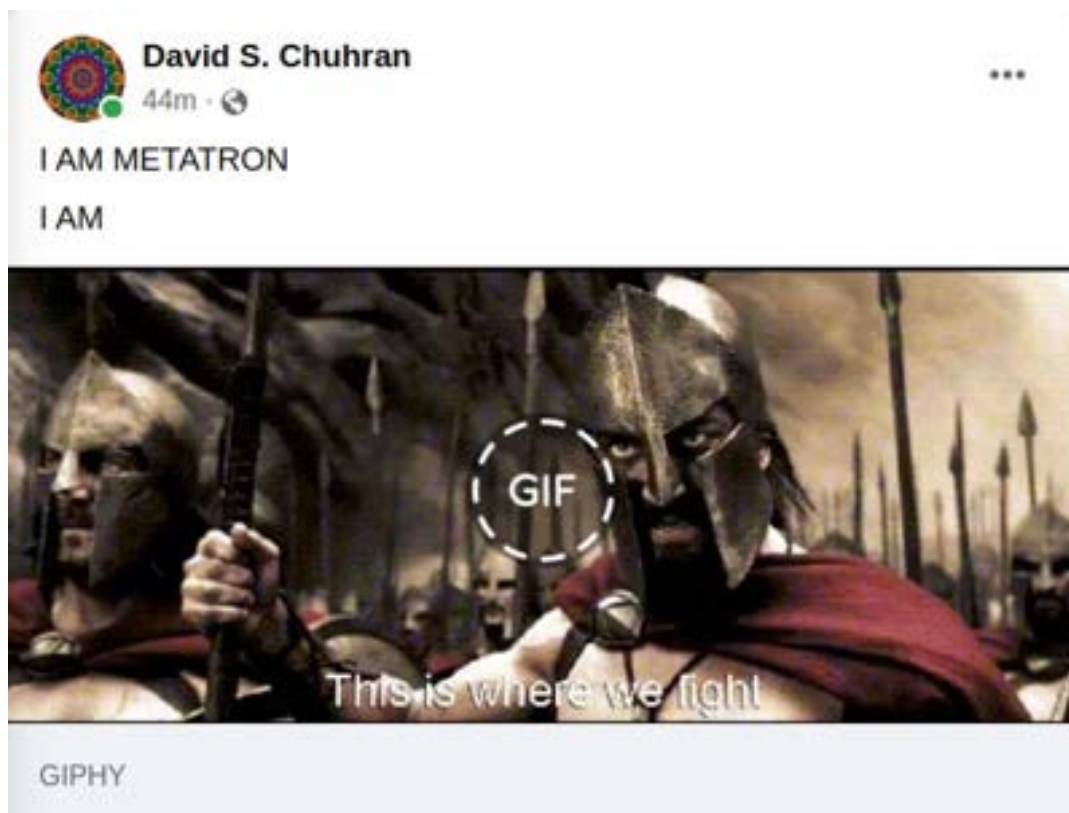 David S. Chuhran
44m ·
I AM METATRON
I AM
GIF
This is where we fight
GIPHY